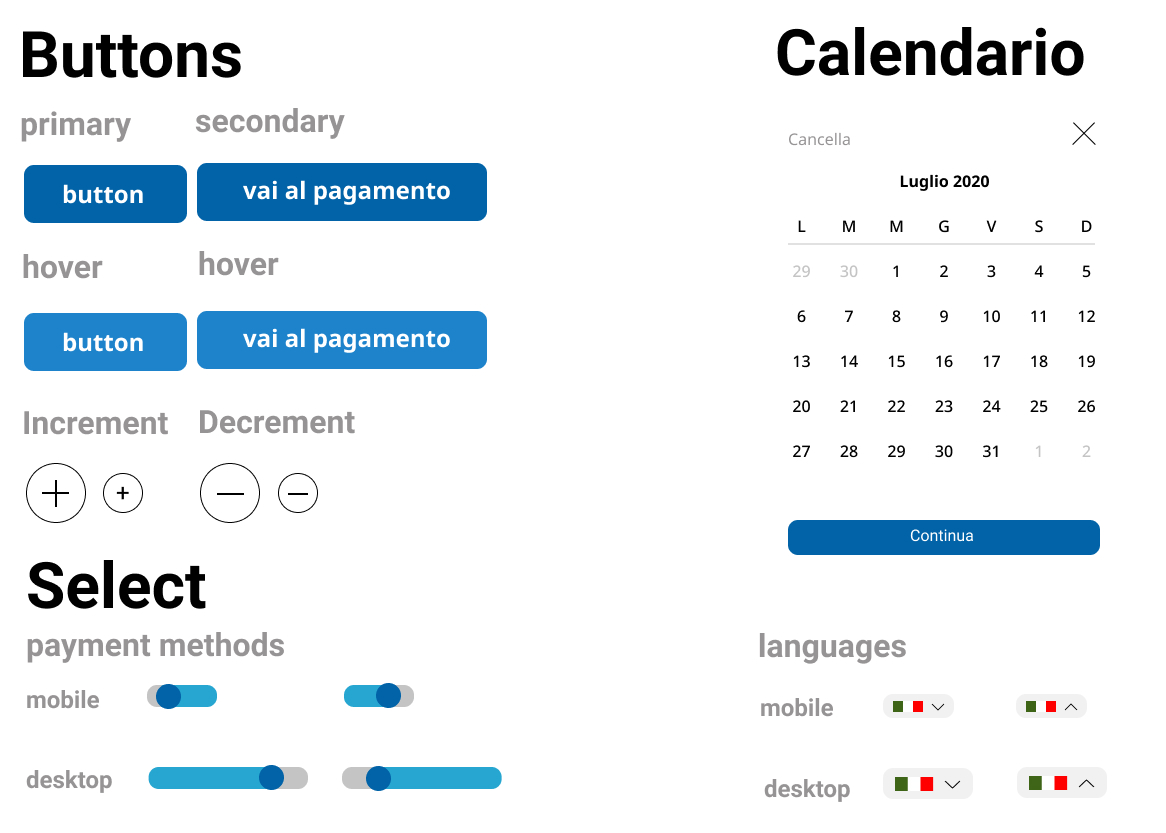 Buttons
primary secondary
button vai al pagamento
hover hover
button vai al pagamento
Increment Decrement
Calendario
Cancella
Luglio 2020
L M M G V S D
29 30 1 2 3 4 5
6 7 8 9 10 11 12
13 14 15 16 17 18 19
20 21 22 23 24 25 26
27 28 29 30 31 1 2
Continua
Select
payment methods
mobile
desktop
languages
mobile
desktop